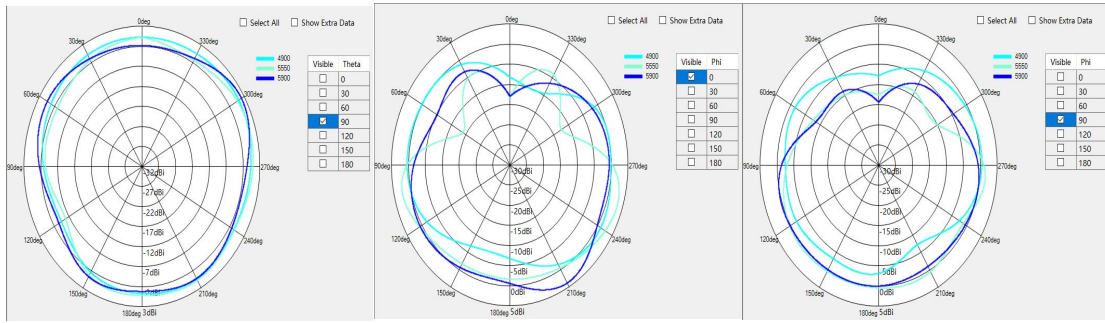 Select All Show Extra Data
0deg
30deg
330deg
4900
5550
5900
Visible Theta
0
30
60
90
120
150
180
60deg
300deg
90deg
270deg
-32dBi
-27dBi
-22dBi
-17dBi
-12dBi
-7dBi
120deg
240deg
150deg
210deg
180deg 3dBi
Select All Show Extra Data
0deg
30deg
330deg
4900
5550
5900
Visible Phi
0
30
60
90
120
150
180
60deg
300deg
270deg
-30dBi
-25dBi
-20dBi
-15dBi
-10dBi
-5dBi
0dBi
120deg
240deg
150deg
210deg
180deg 5dBi
Select All Show Extra Data
0deg
30deg
330deg
4900
5550
5900
Visible Phi
0
30
60
90
120
150
180
60deg
300deg
90deg
270deg
-30dBi
-25dBi
-20dBi
-15dBi
-10dBi
-5dBi
0dBi
120deg
240deg
150deg
210deg
180deg 5dBi